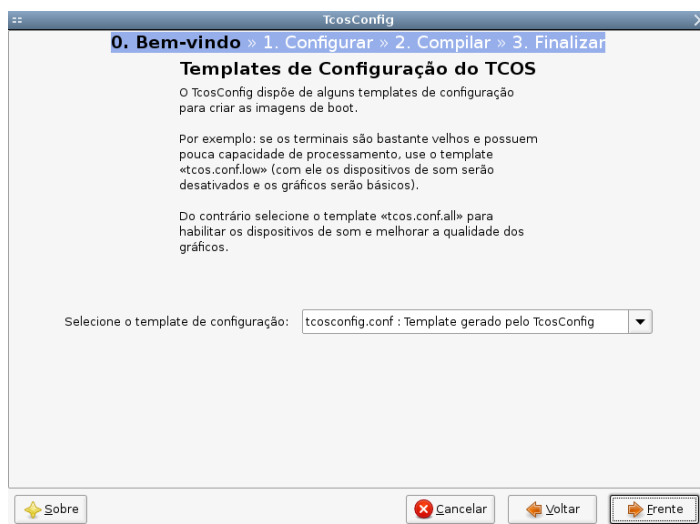 TcosConfig
0. Bem-vindo » 1. Configurar » 2. Compilar » 3. Finalizar
Templates de Configuração do TCOS
O TcosConfig dispõe de alguns templates de configuração
para criar as imagens de boot.
Por exemplo: se os terminais são bastante velhos e possuem
pouca capacidade de processamento, use o template
«tcos.conf.low» (com ele os dispositivos de som serão
desativados e os gráficos serão básicos).
Do contrário selecione o template «tcos.conf.all» para
habilitar os dispositivos de som e melhorar a qualidade dos
gráficos.
Selecione o template de configuração: tcosconfig.conf : Template gerado pelo TcosConfig
Sobre Cancelar Voltar Frente